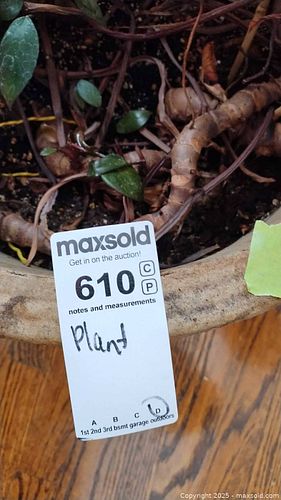 maxsold
Get in on the auction!
610 C
P
notes and measurements
Plant
A B C D
1st 2nd 3rd bsmt garage outdoors
Copyright © 2025 - maxsold.com